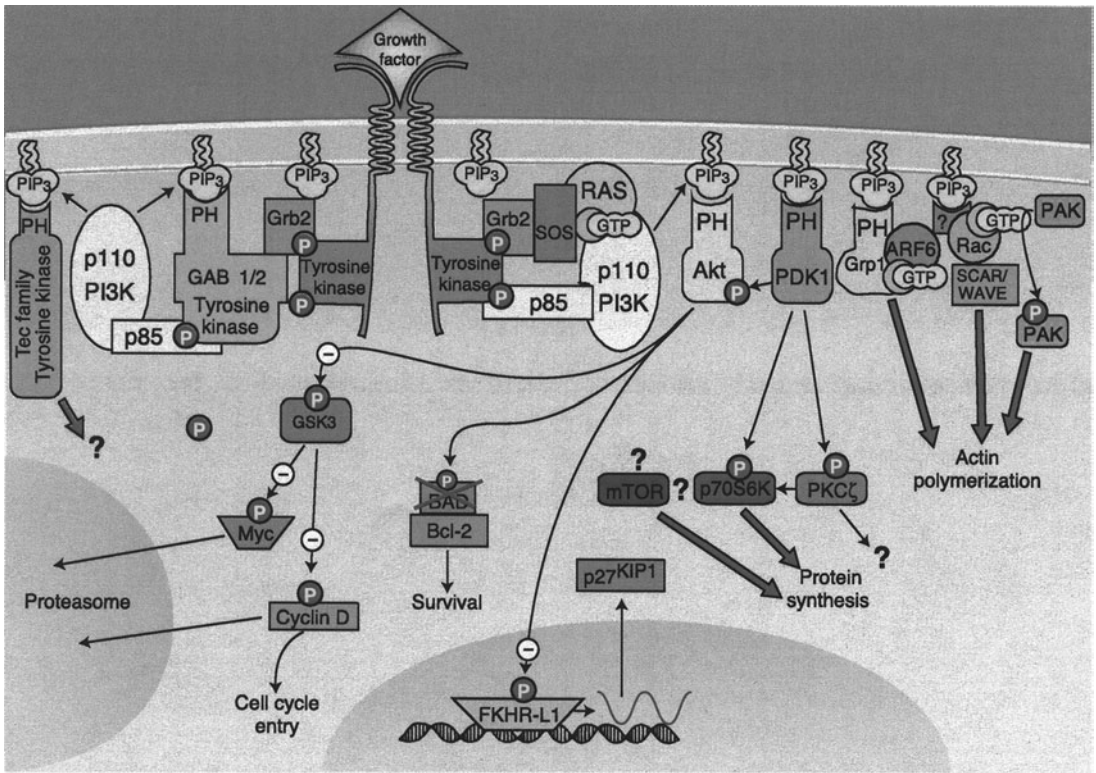 Growth
factor
PIP3
PIP3
PIP3
PIP3
PIP3
PIP3
PIP3
PIP3
PH
Tec family
Tyrosine kinase
p110
PI3K
p85
P
PH
GAB 1/2
Tyrosine
kinase
Grb2
P
P
Tyrosine
kinase
Grb2
P
Tyrosine
kinase
P
SOS
RAS
GTP
p110
PI3K
p85
PH
Akt
P
PH
PDK1
PH
Grp1
ARF6
GTP
?
Rac
GTP
PAK
SCAR/
WAVE
P
PAK
?
P
−
P
GSK3
−
P
Myc
−
P
Cyclin D
Proteasome
Cell cycle
entry
P
BAD
Bcl-2
Survival
−
P
FKHR-L1
p27KIP1
?
mTOR
?
P
p70S6K
P
PKCζ
?
Protein
synthesis
Actin
polymerization